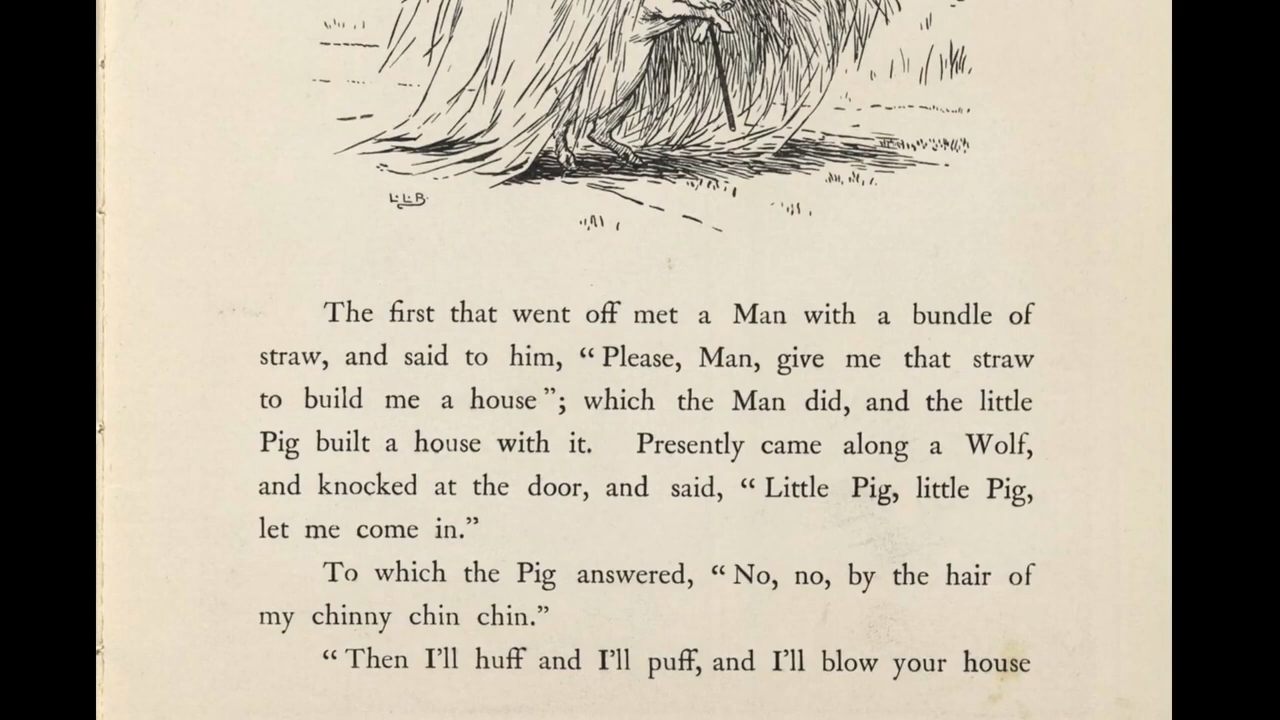 L.L.B.
The first that went off met a Man with a bundle of
straw, and said to him, “Please, Man, give me that straw
to build me a house”; which the Man did, and the little
Pig built a house with it. Presently came along a Wolf,
and knocked at the door, and said, “Little Pig, little Pig,
let me come in.”
To which the Pig answered, “No, no, by the hair of
my chinny chin chin.”
“Then I’ll huff and I’ll puff, and I’ll blow your house